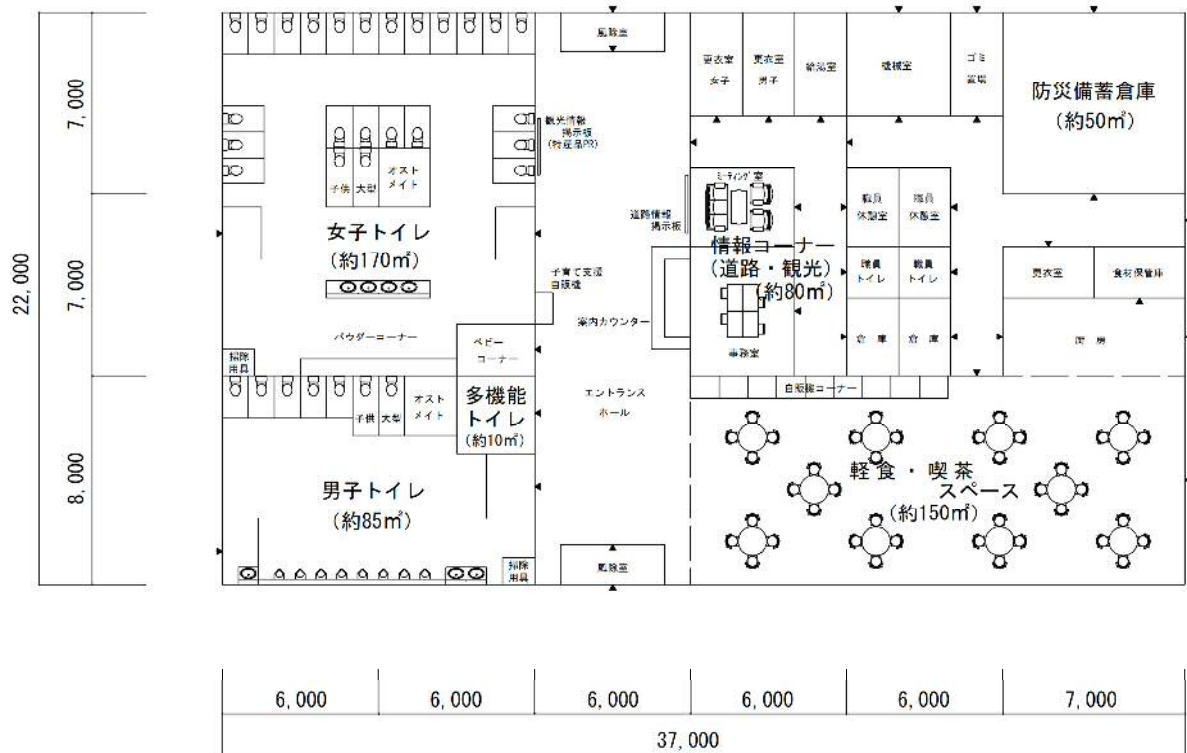 風除室
更衣室
女子
更衣室
男子
給湯室
機械室
ゴミ
置場
防災備蓄倉庫
(約50㎡)
観光情報
掲示板
(特産品PR)
子供
大型
オスト
メイト
ミーティング室
道路情報
掲示板
職員
休憩室
職員
休憩室
女子トイレ
(約170㎡)
情報コーナー
(道路・観光)
(約80㎡)
職員
トイレ
職員
トイレ
更衣室
食材保管庫
子育て支援
自販機
案内カウンター
パウダーコーナー
ベビー
コーナー
事務室
倉 庫
倉 庫
厨 房
掃除
用具
自販機コーナー
子供
大型
オスト
メイト
多機能
トイレ
(約10㎡)
エントランス
ホール
男子トイレ
(約85㎡)
軽食・喫茶
スペース
(約150㎡)
掃除
用具
風除室
22,000
7,000
7,000
8,000
6,000
6,000
6,000
6,000
6,000
7,000
37,000